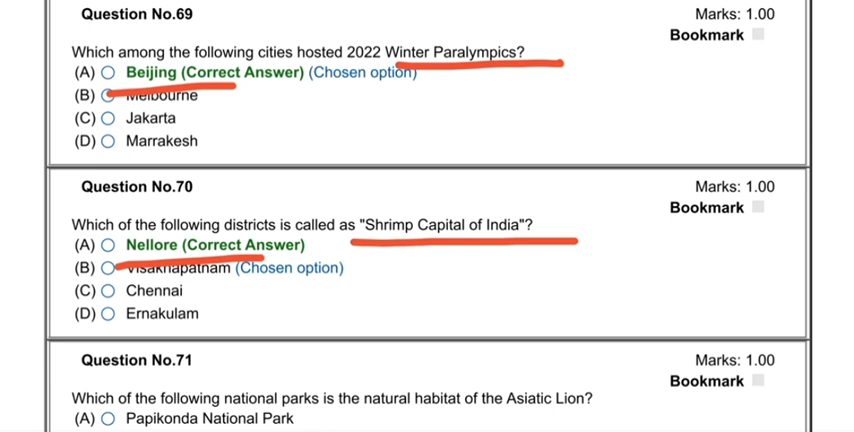 Question No.69 Marks: 1.00
Bookmark
Which among the following cities hosted 2022 Winter Paralympics?
(A) Beijing (Correct Answer) (Chosen option)
(B) Melbourne
(C) Jakarta
(D) Marrakesh
Question No.70 Marks: 1.00
Bookmark
Which of the following districts is called as "Shrimp Capital of India"?
(A) Nellore (Correct Answer)
(B) Visakhapatnam (Chosen option)
(C) Chennai
(D) Ernakulam
Question No.71 Marks: 1.00
Bookmark
Which of the following national parks is the natural habitat of the Asiatic Lion?
(A) Papikonda National Park